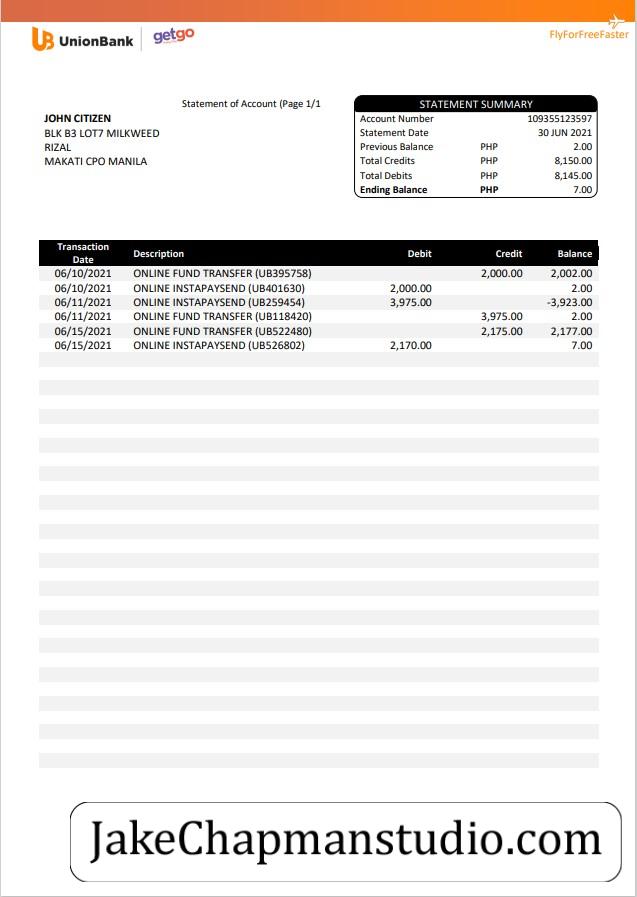 UB UnionBank getgo FlyForFreeFaster
Statement of Account (Page 1/1
JOHN CITIZEN
BLK B3 LOT7 MILKWEED
RIZAL
MAKATI CPO MANILA
STATEMENT SUMMARY
Account Number 109355123597
Statement Date 30 JUN 2021
Previous Balance PHP 2.00
Total Credits PHP 8,150.00
Total Debits PHP 8,145.00
Ending Balance PHP 7.00
Transaction
Date Description Debit Credit Balance
06/10/2021 ONLINE FUND TRANSFER (UB395758) 2,000.00 2,002.00
06/10/2021 ONLINE INSTAPAYSEND (UB401630) 2,000.00 2.00
06/11/2021 ONLINE INSTAPAYSEND (UB259454) 3,975.00 -3,923.00
06/11/2021 ONLINE FUND TRANSFER (UB118420) 3,975.00 2.00
06/15/2021 ONLINE FUND TRANSFER (UB522480) 2,175.00 2,177.00
06/15/2021 ONLINE INSTAPAYSEND (UB526802) 2,170.00 7.00
JakeChapmanstudio.com